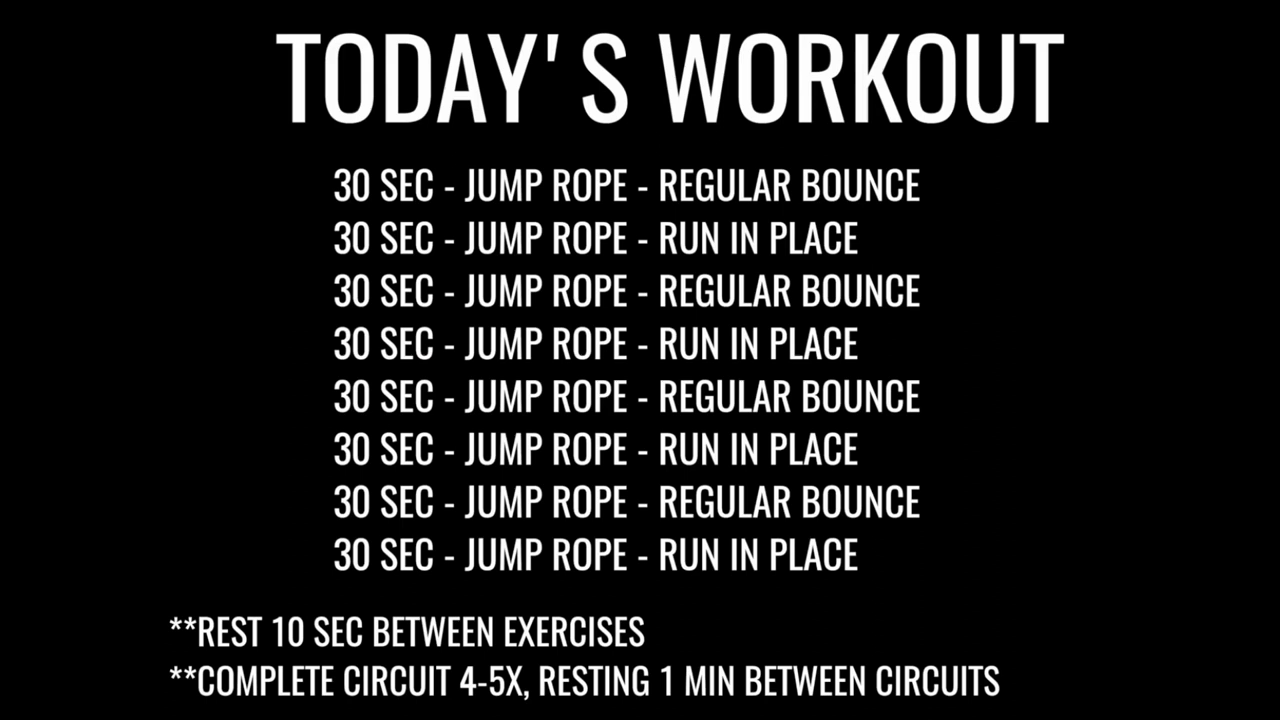 TODAY'S WORKOUT
30 SEC - JUMP ROPE - REGULAR BOUNCE
30 SEC - JUMP ROPE - RUN IN PLACE
30 SEC - JUMP ROPE - REGULAR BOUNCE
30 SEC - JUMP ROPE - RUN IN PLACE
30 SEC - JUMP ROPE - REGULAR BOUNCE
30 SEC - JUMP ROPE - RUN IN PLACE
30 SEC - JUMP ROPE - REGULAR BOUNCE
30 SEC - JUMP ROPE - RUN IN PLACE
**REST 10 SEC BETWEEN EXERCISES
**COMPLETE CIRCUIT 4-5X, RESTING 1 MIN BETWEEN CIRCUITS